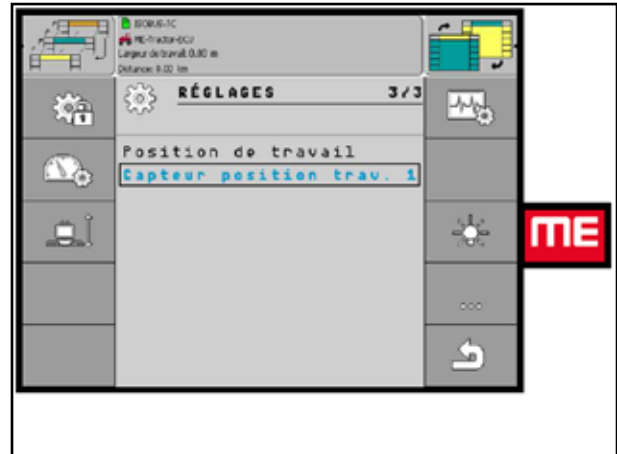 ISOBUS-TC
ME-Tractor-ECU
Largeur de travail: 0.00 m
Distance: 0.00 km
RÉGLAGES 3/3
Position de travail
Capteur position trav. 1
ME
...